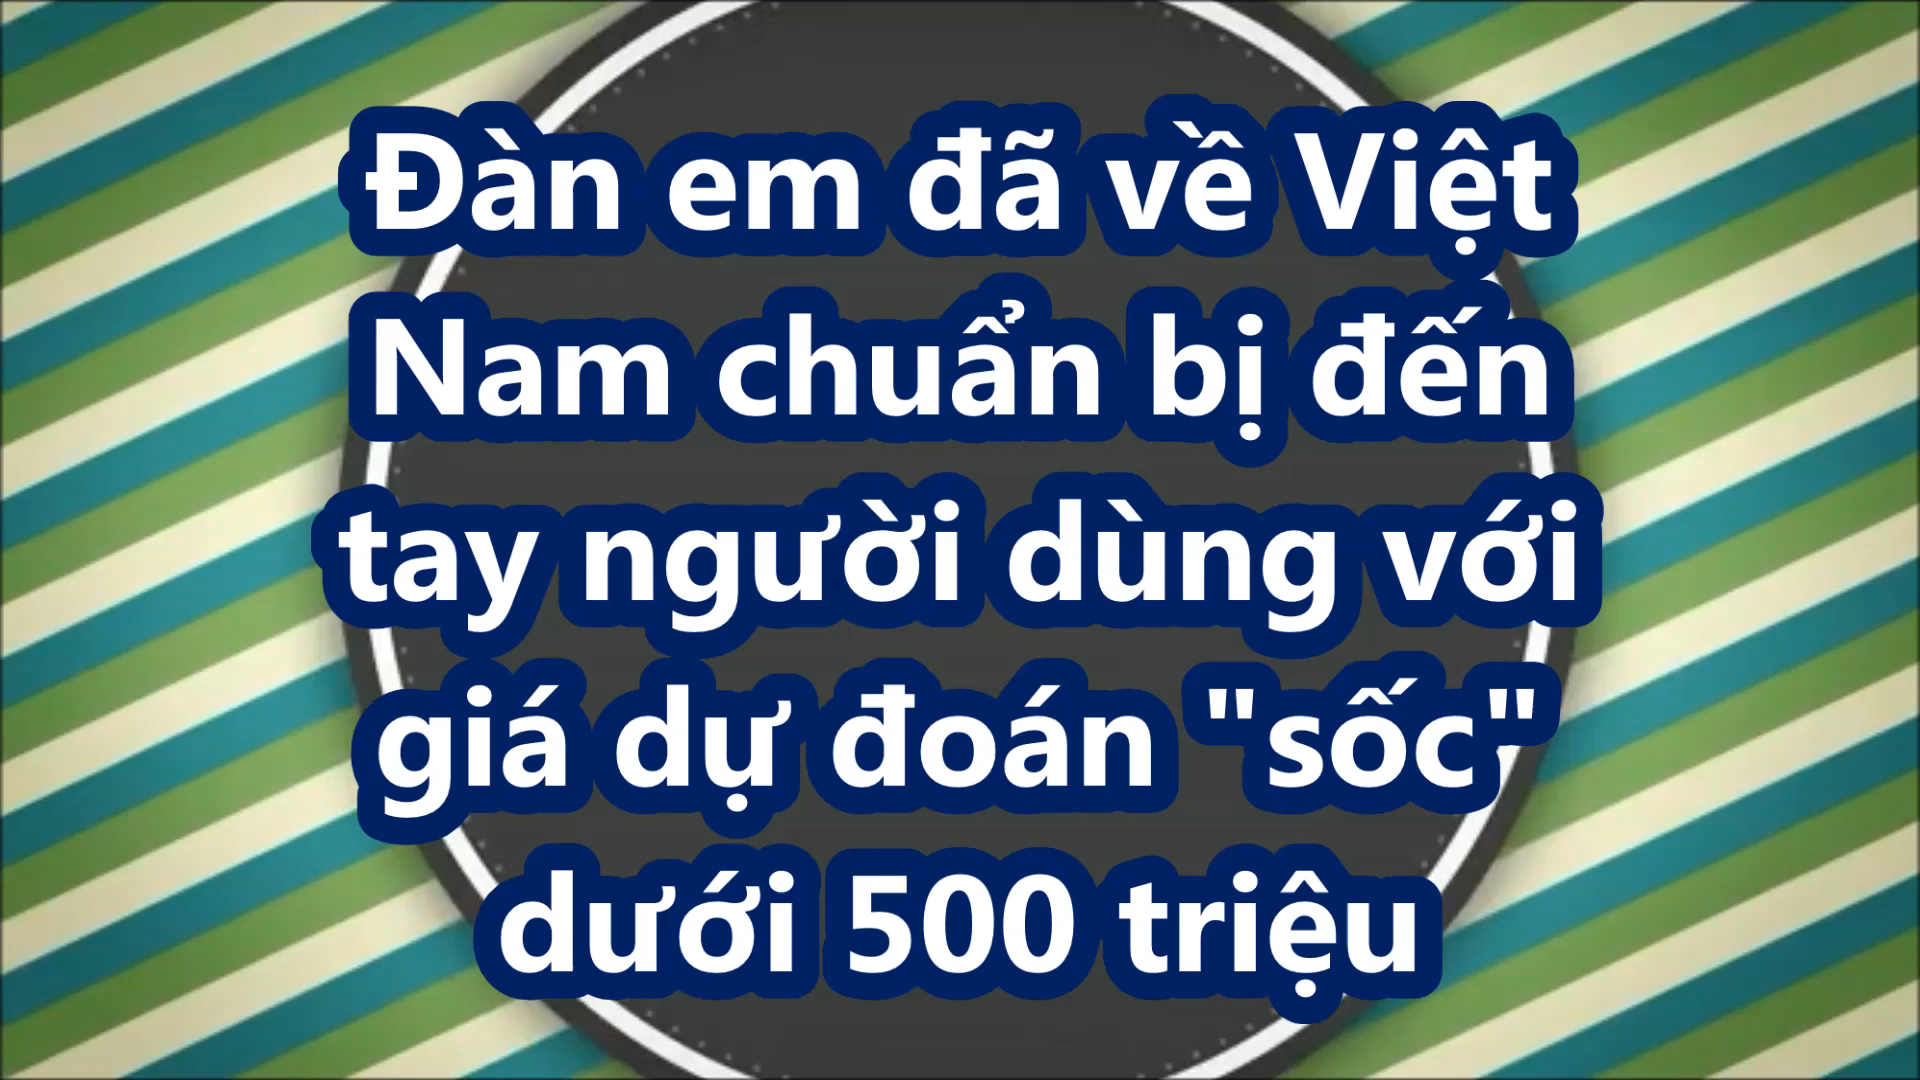 Đàn em đã về Việt
Nam chuẩn bị đến
tay người dùng với
giá dự đoán "sốc"
dưới 500 triệu